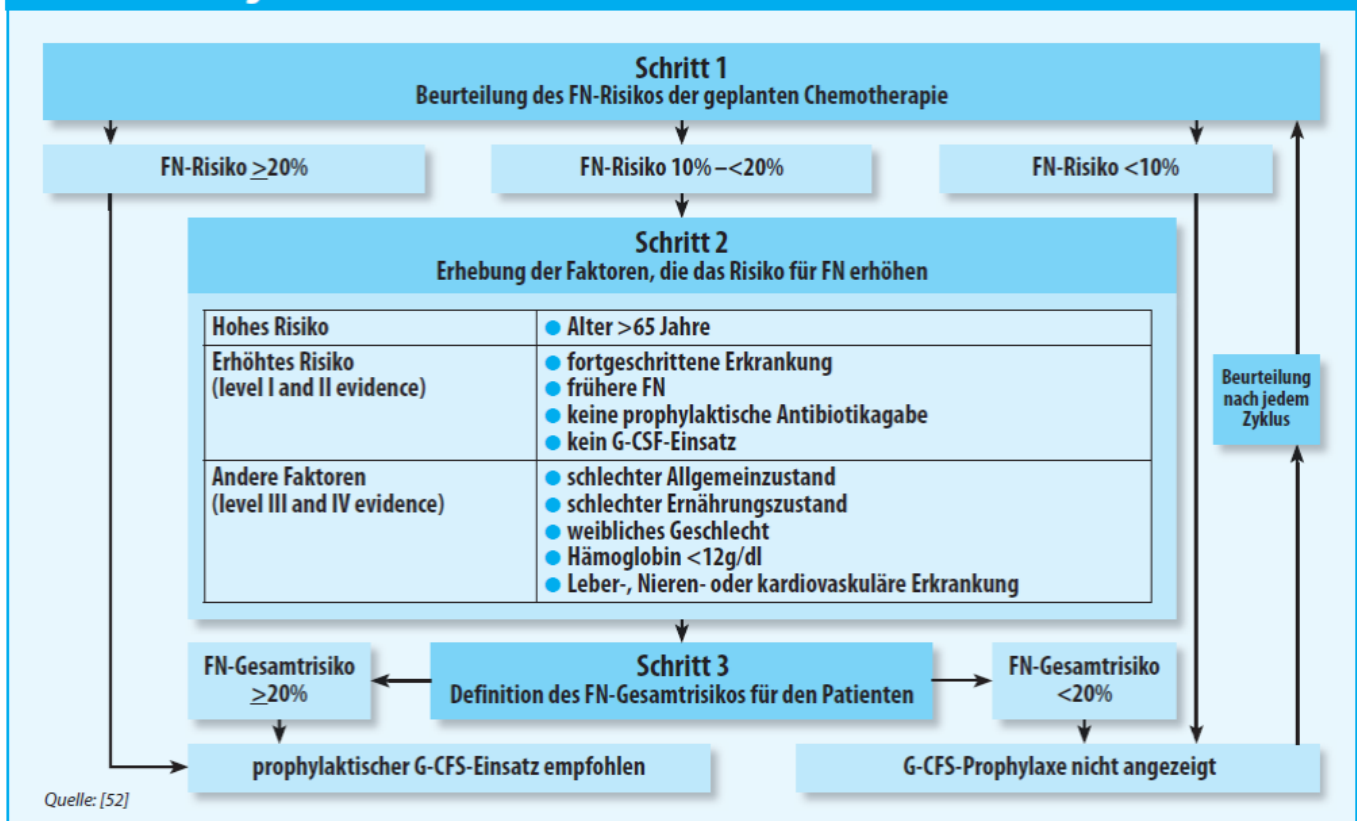 Schritt 1
Beurteilung des FN-Risikos der geplanten Chemotherapie
FN-Risiko ≥20%
FN-Risiko 10%–<20%
FN-Risiko <10%
Schritt 2
Erhebung der Faktoren, die das Risiko für FN erhöhen
Hohes Risiko
● Alter >65 Jahre
Erhöhtes Risiko
(level I and II evidence)
● fortgeschrittene Erkrankung
● frühere FN
● keine prophylaktische Antibiotikagabe
● kein G-CSF-Einsatz
Andere Faktoren
(level III and IV evidence)
● schlechter Allgemeinzustand
● schlechter Ernährungszustand
● weibliches Geschlecht
● Hämoglobin <12g/dl
● Leber-, Nieren- oder kardiovaskuläre Erkrankung
Beurteilung
nach jedem
Zyklus
FN-Gesamtrisiko
≥20%
Schritt 3
Definition des FN-Gesamtrisikos für den Patienten
FN-Gesamtrisiko
<20%
prophylaktischer G-CFS-Einsatz empfohlen
G-CFS-Prophylaxe nicht angezeigt
Quelle: [52]